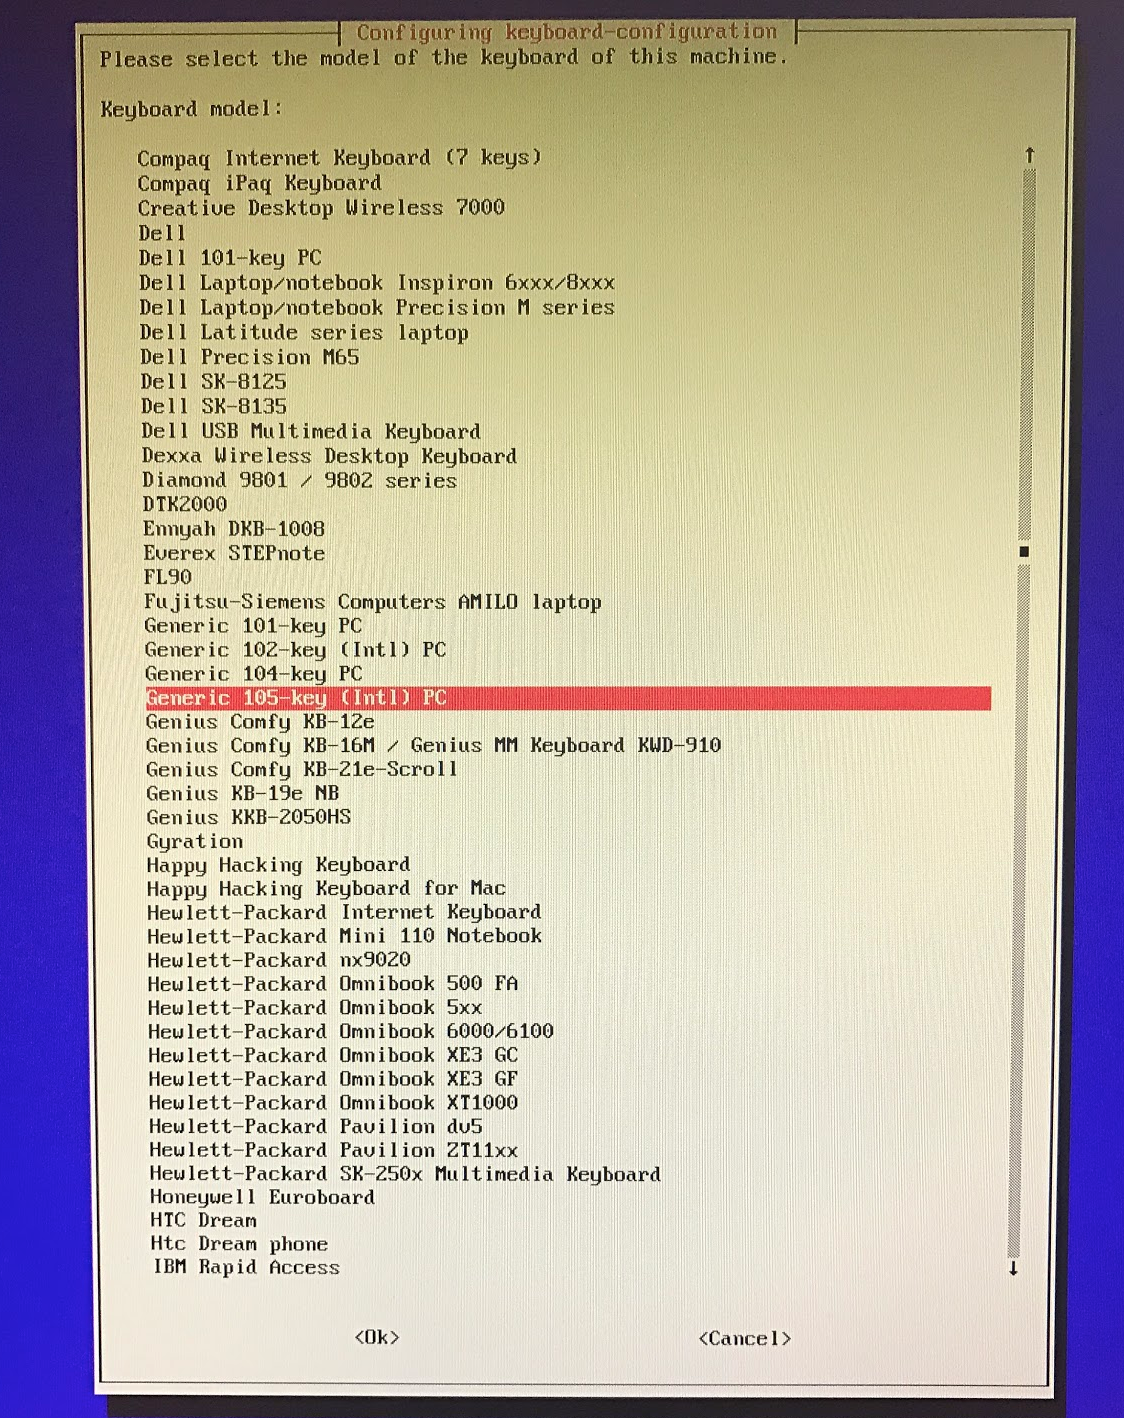 Configuring keyboard-configuration
Please select the model of the keyboard of this machine.
Keyboard model:
Compaq Internet Keyboard (7 keys)
Compaq iPaq Keyboard
Creative Desktop Wireless 7000
Dell
Dell 101-key PC
Dell Laptop/notebook Inspiron 6xxx/8xxx
Dell Laptop/notebook Precision M series
Dell Latitude series laptop
Dell Precision M65
Dell SK-8125
Dell SK-8135
Dell USB Multimedia Keyboard
Dexxa Wireless Desktop Keyboard
Diamond 9801 / 9802 series
DTK2000
Ennyah DKB-1008
Everex STEPnote
FL90
Fujitsu-Siemens Computers AMILO laptop
Generic 101-key PC
Generic 102-key (Intl) PC
Generic 104-key PC
Generic 105-key (Intl) PC
Genius Comfy KB-12e
Genius Comfy KB-16M / Genius MM Keyboard KWD-910
Genius Comfy KB-21e-Scroll
Genius KB-19e NB
Genius KKB-2050HS
Gyration
Happy Hacking Keyboard
Happy Hacking Keyboard for Mac
Hewlett-Packard Internet Keyboard
Hewlett-Packard Mini 110 Notebook
Hewlett-Packard nx9020
Hewlett-Packard Omnibook 500 FA
Hewlett-Packard Omnibook 5xx
Hewlett-Packard Omnibook 6000/6100
Hewlett-Packard Omnibook XE3 GC
Hewlett-Packard Omnibook XE3 GF
Hewlett-Packard Omnibook XT1000
Hewlett-Packard Pavilion dv5
Hewlett-Packard Pavilion ZT11xx
Hewlett-Packard SK-250x Multimedia Keyboard
Honeywell Euroboard
HTC Dream
Htc Dream phone
IBM Rapid Access
<Ok> <Cancel>